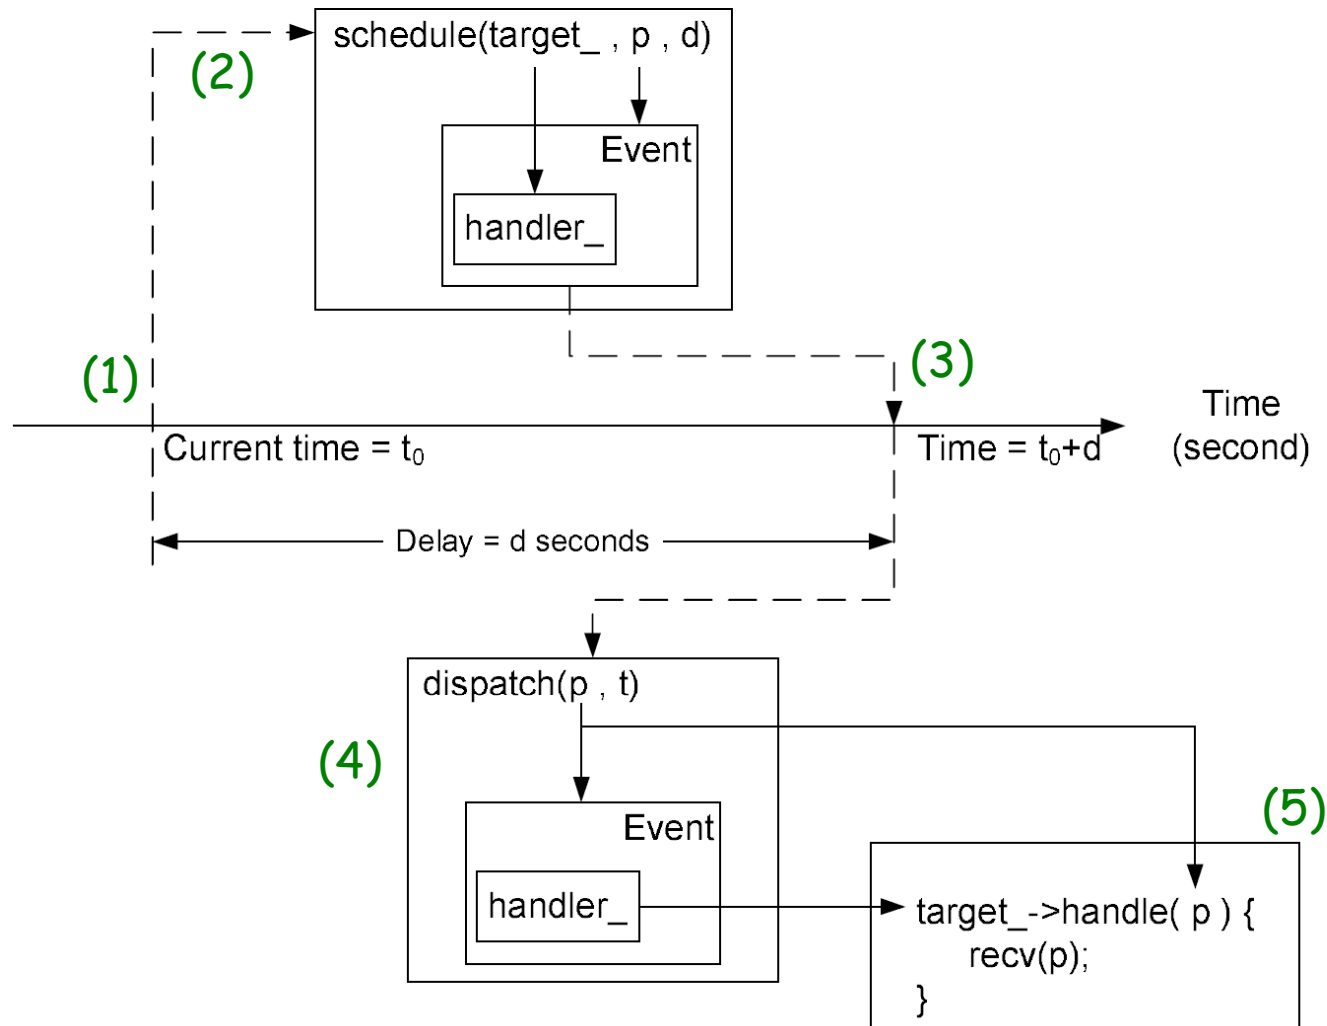 schedule(target_ , p , d)
(2)
Event
handler_
(1)
(3)
Time
(second)
Current time = t₀
Time = t₀+d
Delay = d seconds
dispatch(p , t)
(4)
(5)
Event
handler_
target_->handle( p ) {
recv(p);
}